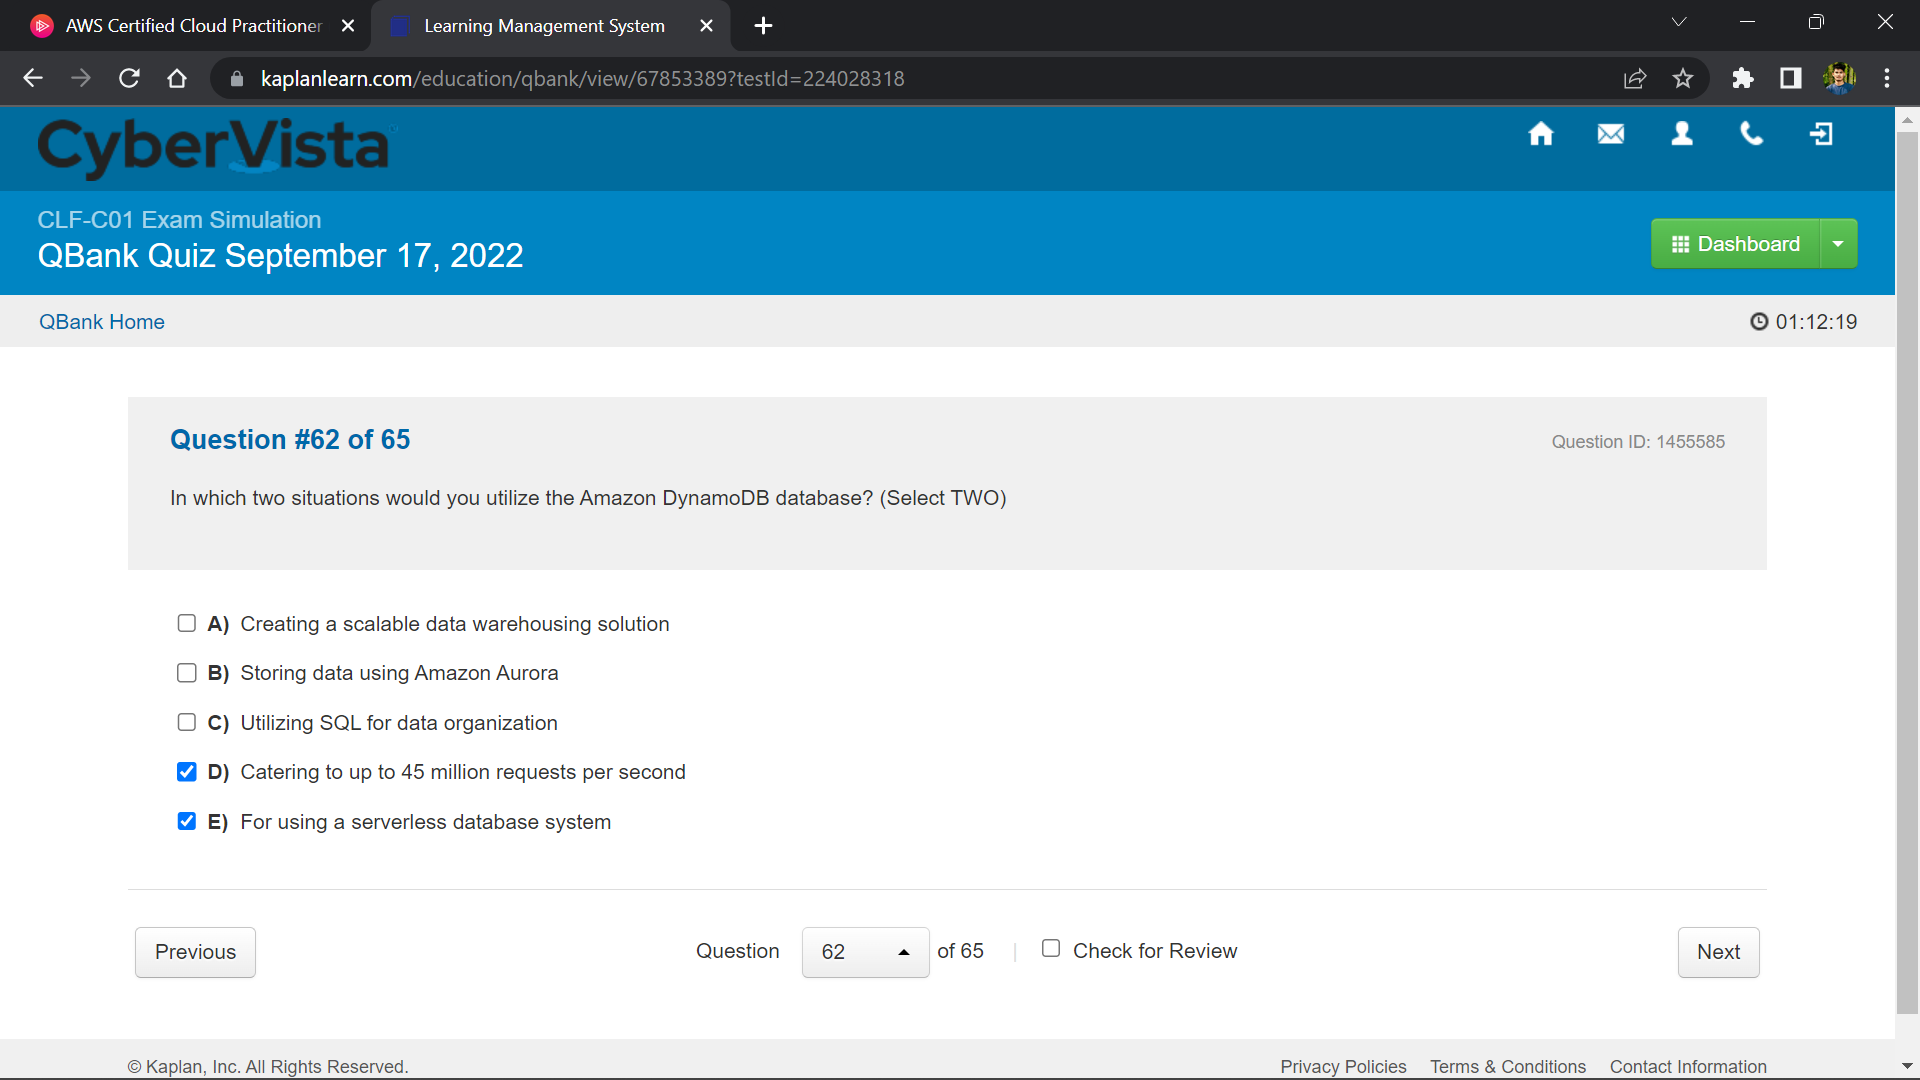 AWS Certified Cloud Practitioner
Learning Management System
kaplanlearn.com/education/qbank/view/67853389?testId=224028318
CyberVista
CLF-C01 Exam Simulation
QBank Quiz September 17, 2022
Dashboard
QBank Home
01:12:19
Question #62 of 65
Question ID: 1455585
In which two situations would you utilize the Amazon DynamoDB database? (Select TWO)
A) Creating a scalable data warehousing solution
B) Storing data using Amazon Aurora
C) Utilizing SQL for data organization
D) Catering to up to 45 million requests per second
E) For using a serverless database system
Previous
Question 62 of 65 | Check for Review
Next
© Kaplan, Inc. All Rights Reserved.
Privacy Policies Terms & Conditions Contact Information